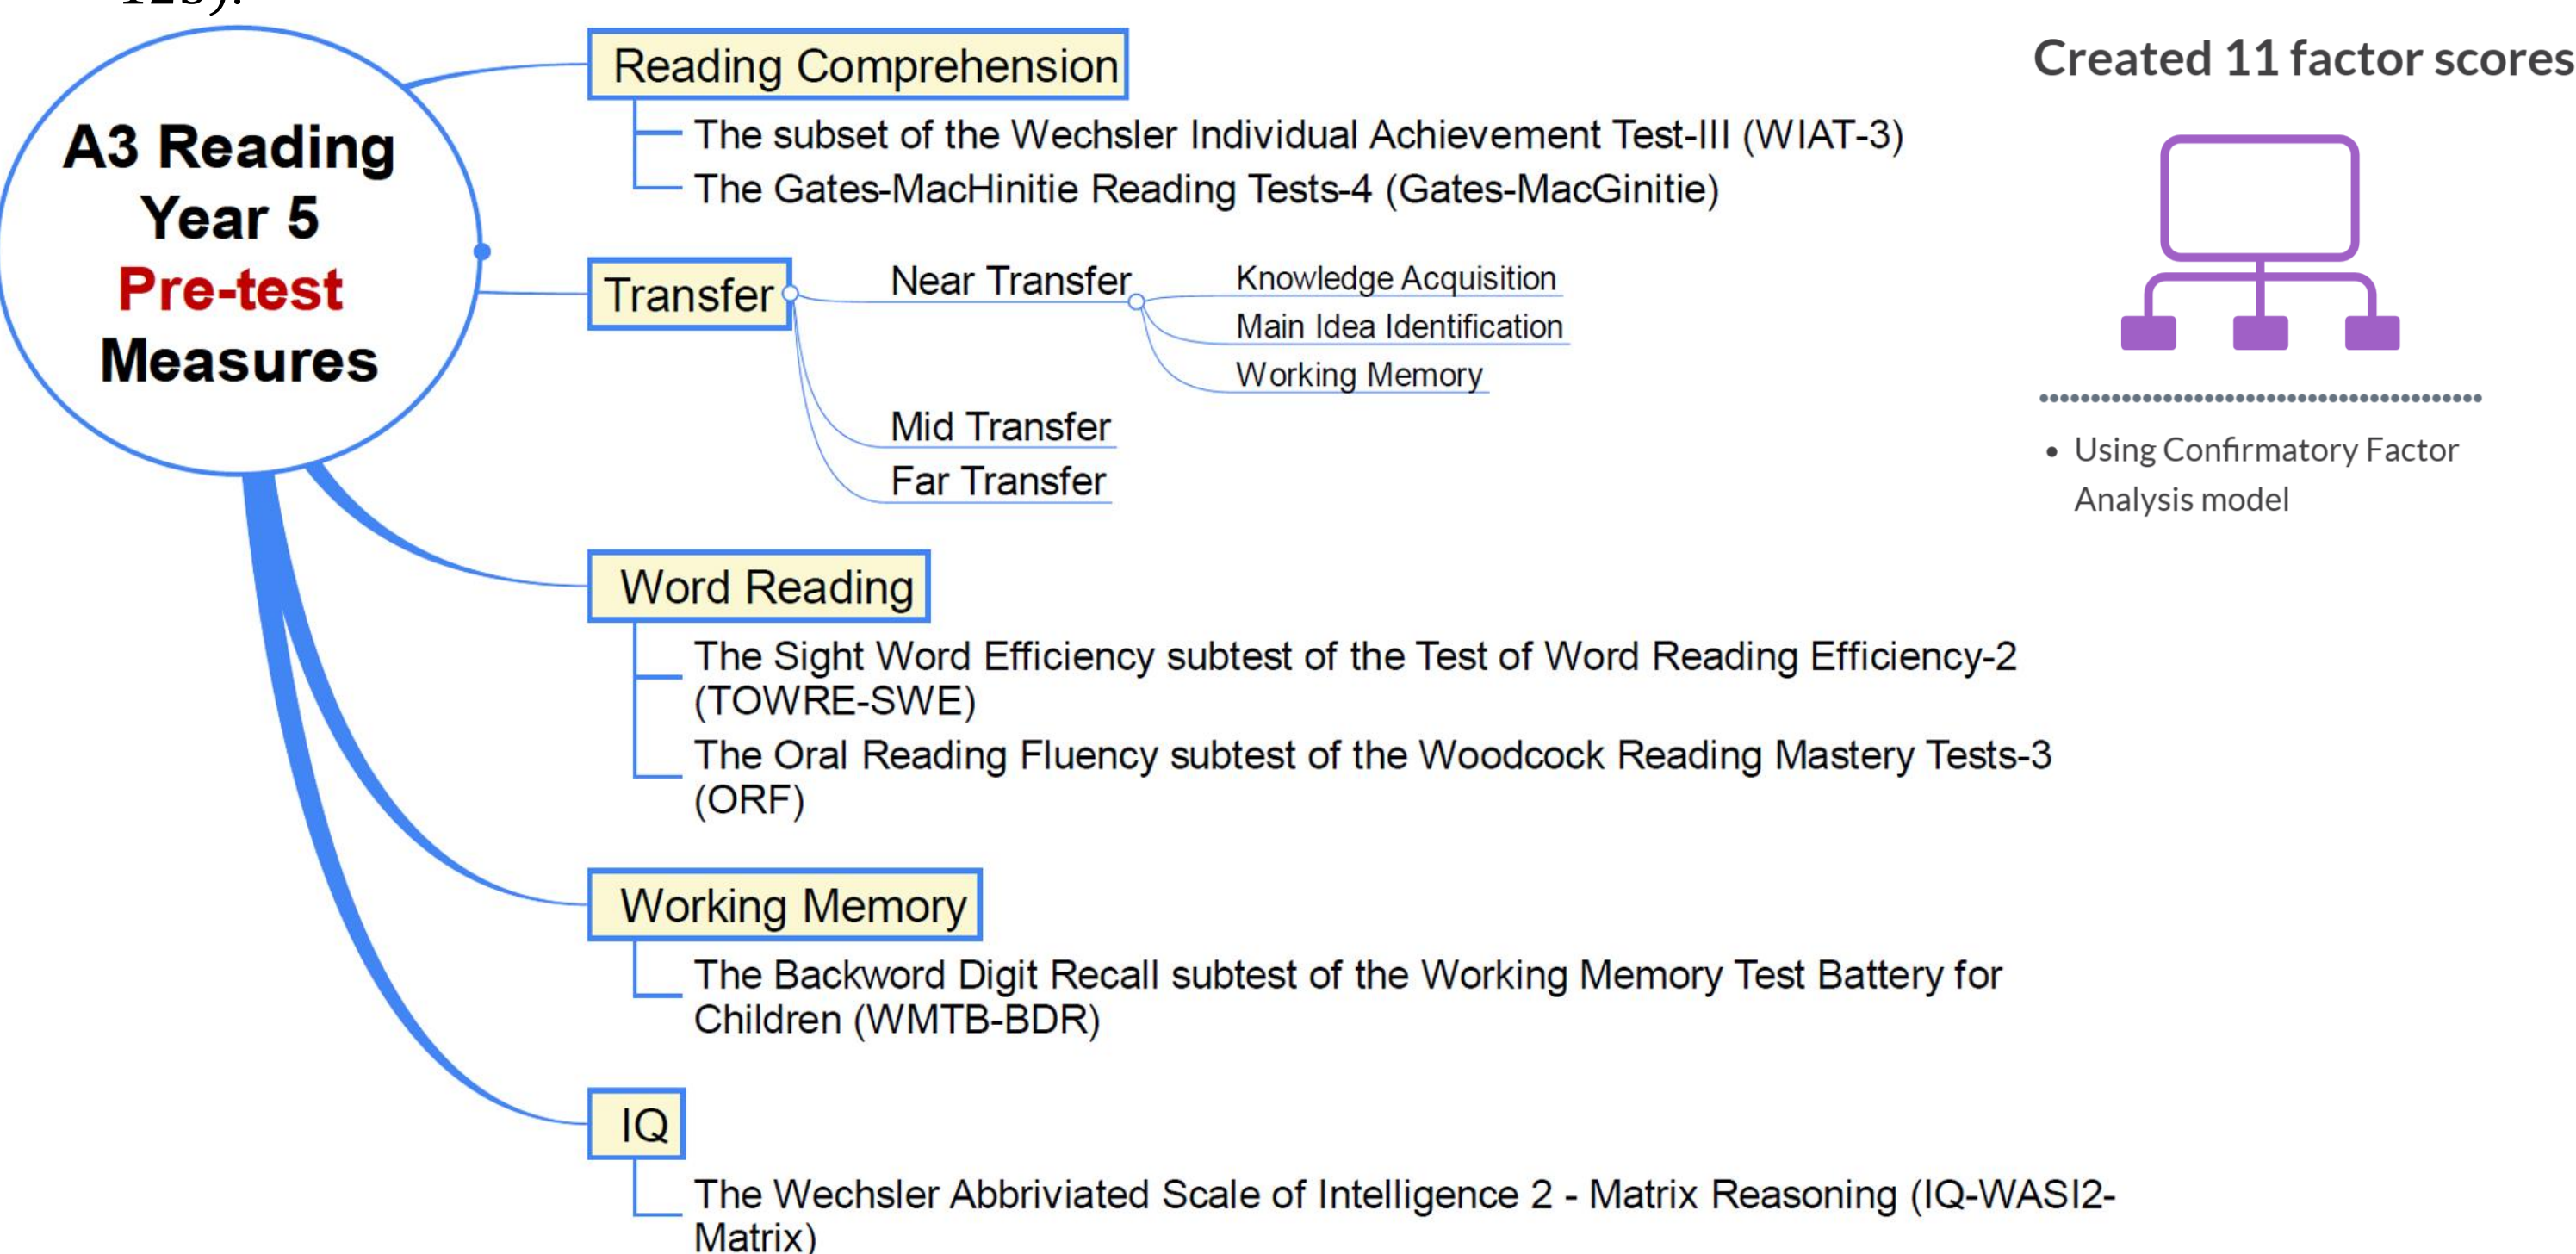 A3 Reading
Year 5
Pre-test
Measures
Reading Comprehension
The subset of the Wechsler Individual Achievement Test-III (WIAT-3)
The Gates-MacHinitie Reading Tests-4 (Gates-MacGinitie)
Transfer
Near Transfer
Knowledge Acquisition
Main Idea Identification
Working Memory
Mid Transfer
Far Transfer
Word Reading
The Sight Word Efficiency subtest of the Test of Word Reading Efficiency-2
(TOWRE-SWE)
The Oral Reading Fluency subtest of the Woodcock Reading Mastery Tests-3
(ORF)
Working Memory
The Backword Digit Recall subtest of the Working Memory Test Battery for
Children (WMTB-BDR)
IQ
The Wechsler Abbriviated Scale of Intelligence 2 - Matrix Reasoning (IQ-WASI2-
Matrix)
Created 11 factor scores
• Using Confirmatory Factor
Analysis model